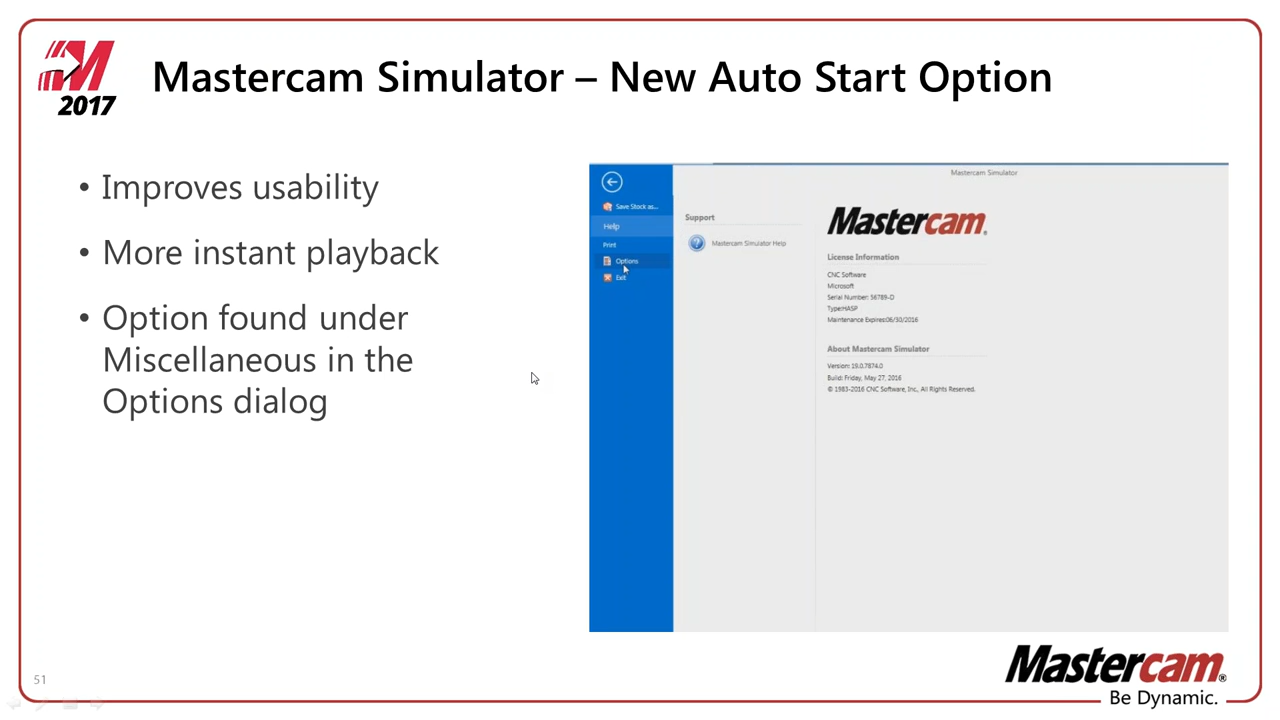 2017
Mastercam Simulator – New Auto Start Option
• Improves usability
• More instant playback
• Option found under
Miscellaneous in the
Options dialog
Mastercam Simulator
Save Stock as...
Help
Print
Options
Exit
Support
Mastercam Simulator Help
Mastercam®
License Information
CNC Software
Microsoft
Serial Number: 56789-D
Type:HASP
Maintenance Expires:06/30/2016
About Mastercam Simulator
Version: 19.0.7874.0
Build: Friday, May 27, 2016
© 1983-2016 CNC Software, Inc., All Rights Reserved.
51
Mastercam®
Be Dynamic.